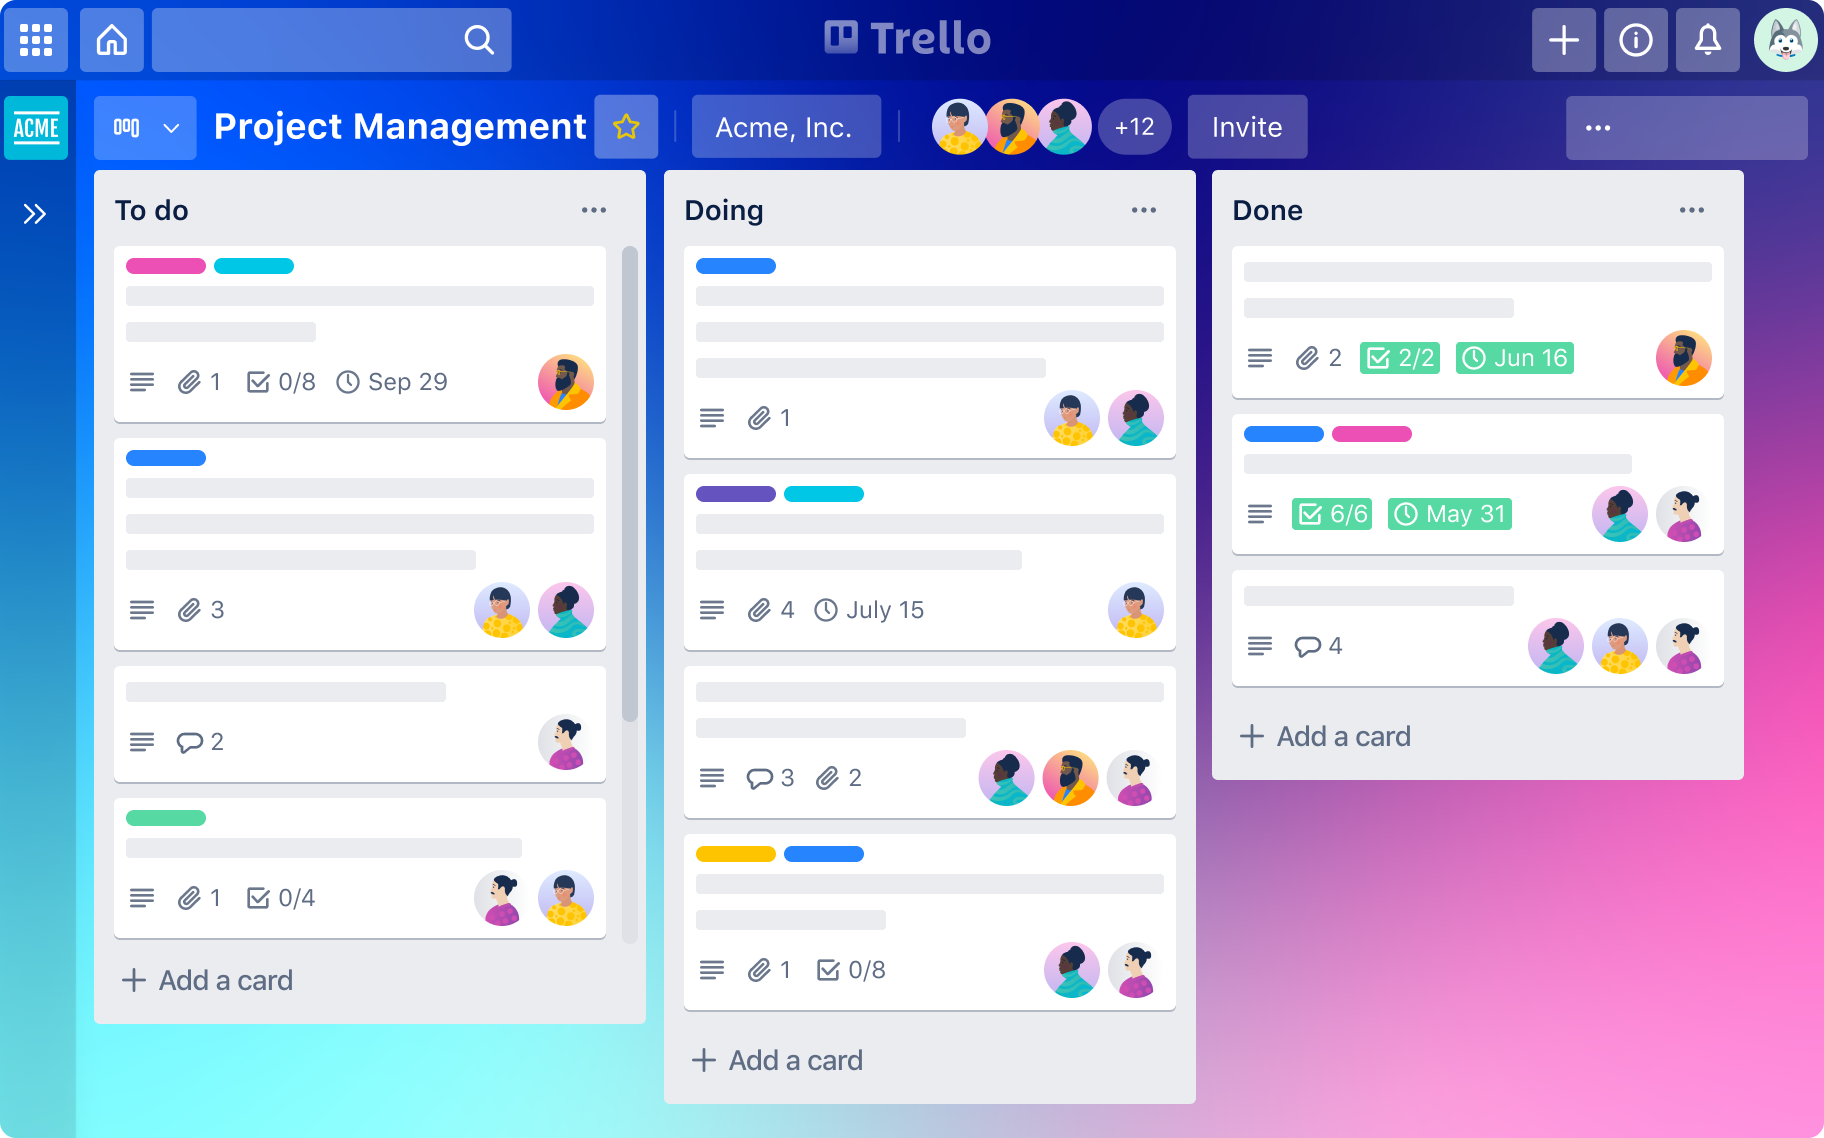 Trello
ACME
Project Management
Acme, Inc.
+12
Invite
To do
1 0/8 Sep 29
3
2
1 0/4
Add a card
Doing
1
4 July 15
3 2
1 0/8
Add a card
Done
2 2/2 Jun 16
6/6 May 31
4
Add a card